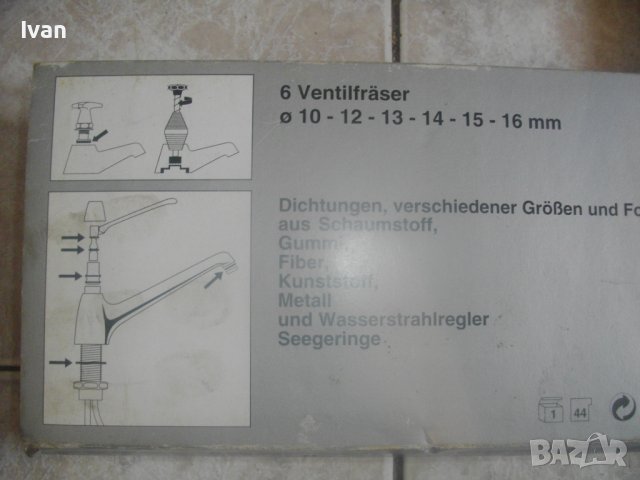 Ivan
6 Ventilfräser
ø 10 - 12 - 13 - 14 - 15 - 16 mm
Dichtungen, verschiedener Größen und Fo
aus Schaumstoff,
Gummi,
Fiber,
Kunststoff,
Metall
und Wasserstrahlregler
Seegeringe
1 44
BAZAR